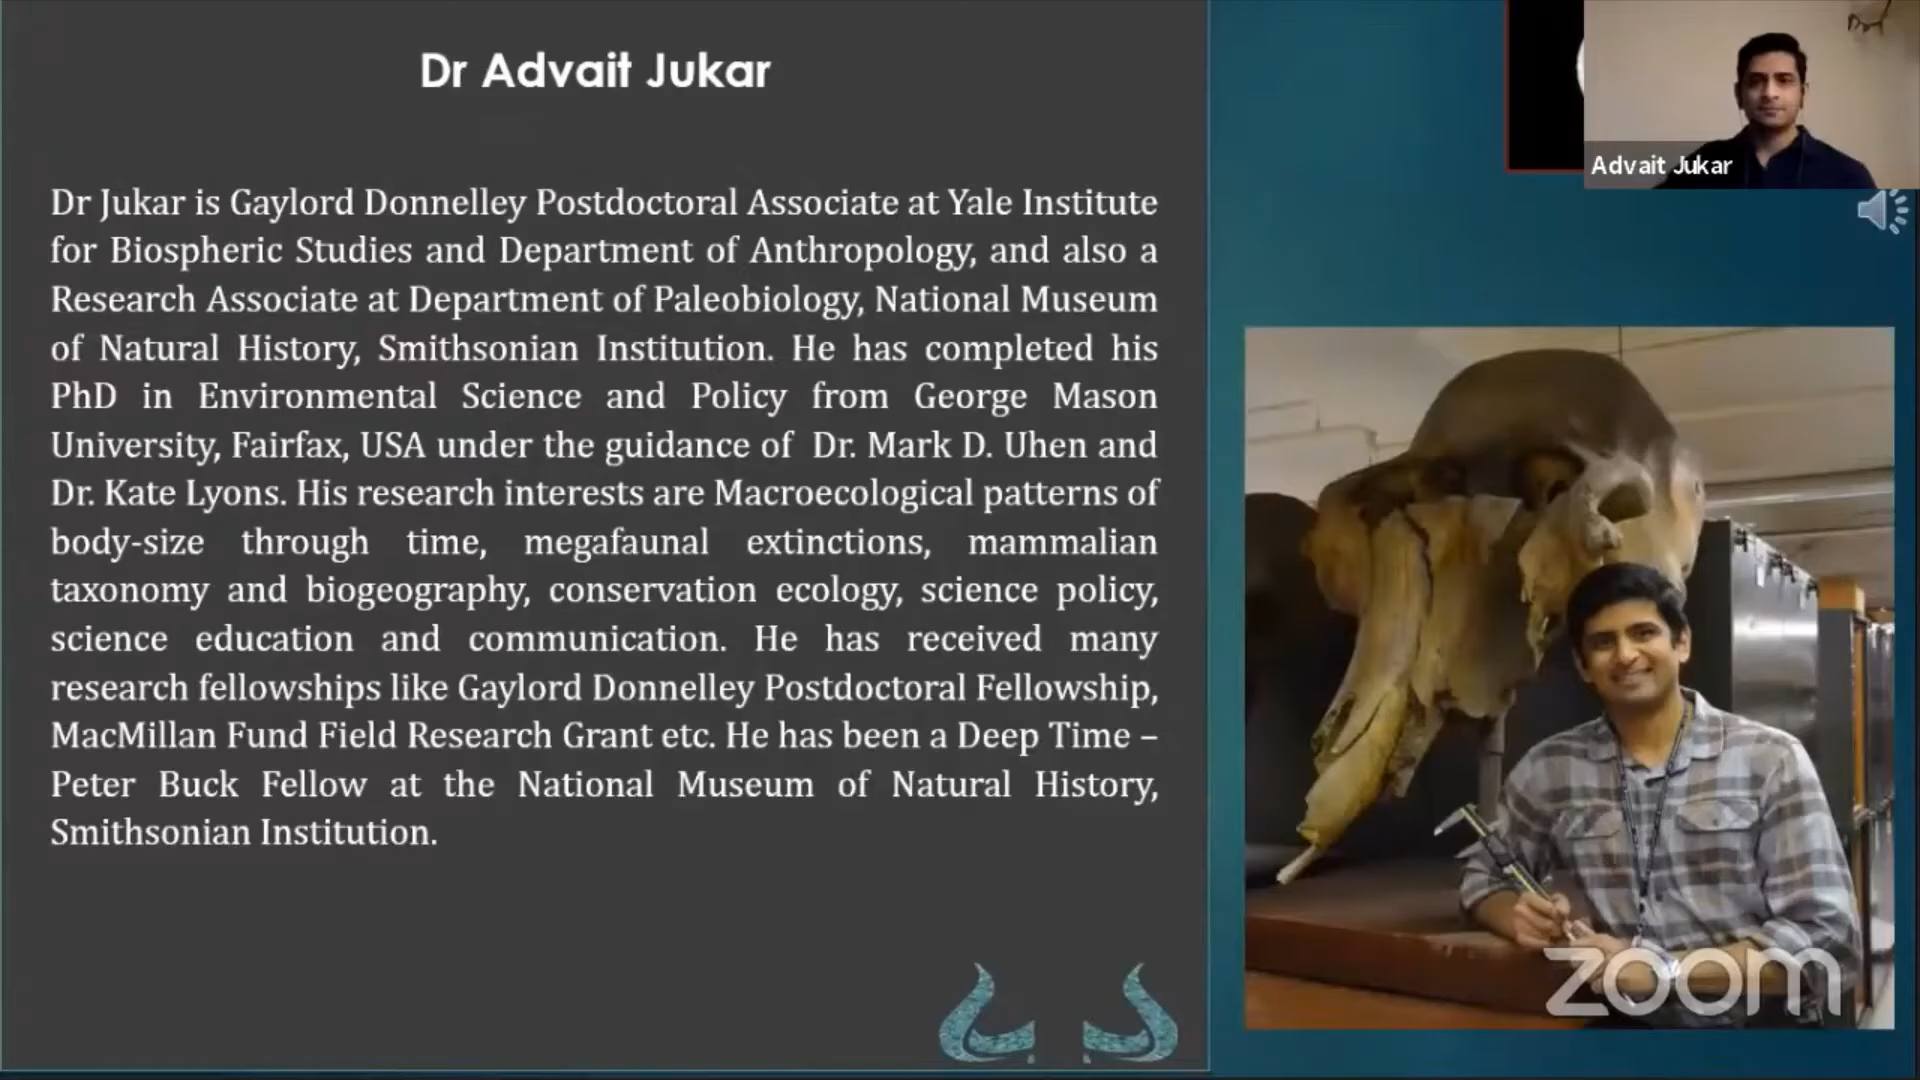 Dr Advait Jukar
Dr Jukar is Gaylord Donnelley Postdoctoral Associate at Yale Institute
for Biospheric Studies and Department of Anthropology, and also a
Research Associate at Department of Paleobiology, National Museum
of Natural History, Smithsonian Institution. He has completed his
PhD in Environmental Science and Policy from George Mason
University, Fairfax, USA under the guidance of Dr. Mark D. Uhen and
Dr. Kate Lyons. His research interests are Macroecological patterns of
body-size through time, megafaunal extinctions, mammalian
taxonomy and biogeography, conservation ecology, science policy,
science education and communication. He has received many
research fellowships like Gaylord Donnelley Postdoctoral Fellowship,
MacMillan Fund Field Research Grant etc. He has been a Deep Time –
Peter Buck Fellow at the National Museum of Natural History,
Smithsonian Institution.
Advait Jukar
zoom